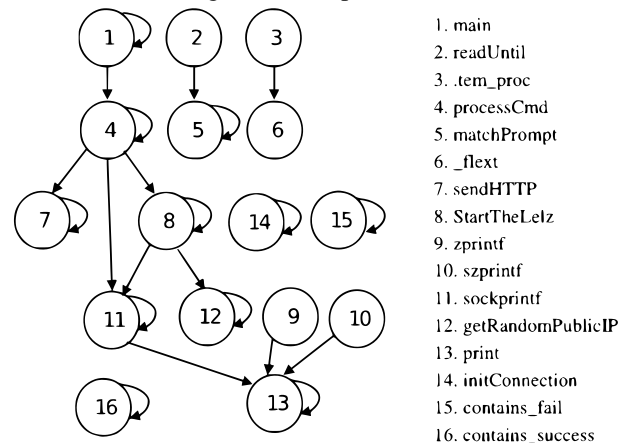 1
2
3
4
5
6
7
8
14
15
11
12
9
10
16
13
1. main
2. readUntil
3. .tem_proc
4. processCmd
5. matchPrompt
6. _flext
7. sendHTTP
8. StartTheLelz
9. zprintf
10. szprintf
11. sockprintf
12. getRandomPublicIP
13. print
14. initConnection
15. contains_fail
16. contains_success